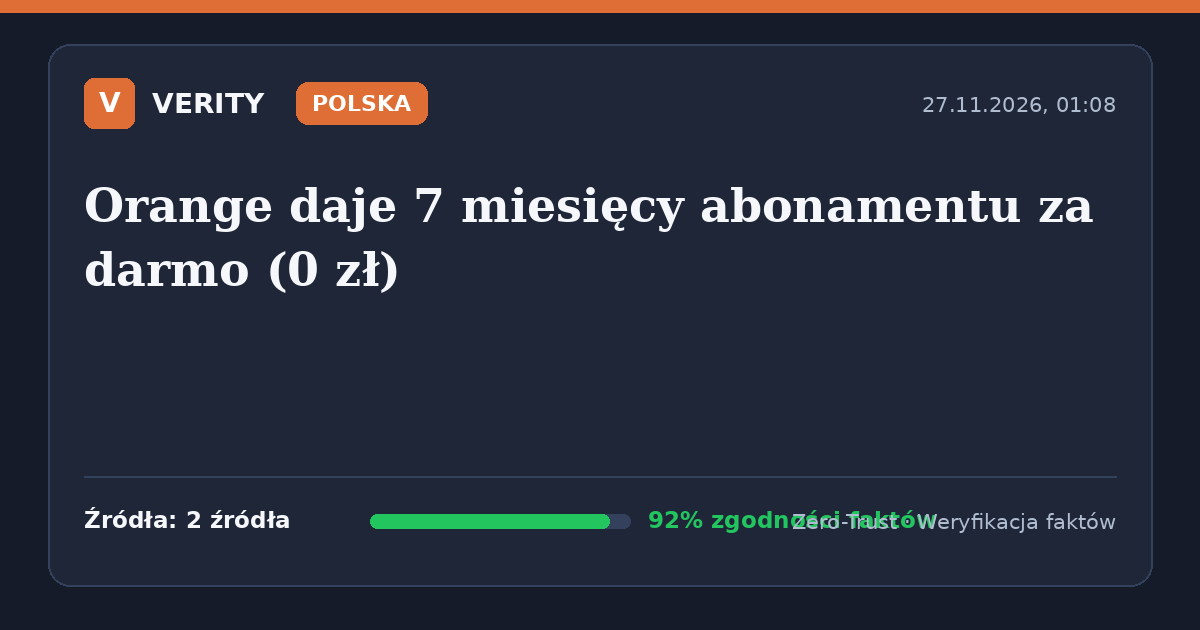 V VERITY POLSKA 27.11.2026, 01:08
Orange daje 7 miesięcy abonamentu za
darmo (0 zł)
Źródła: 2 źródła 92% zgodności faktów Zero-Trust · Weryfikacja faktów